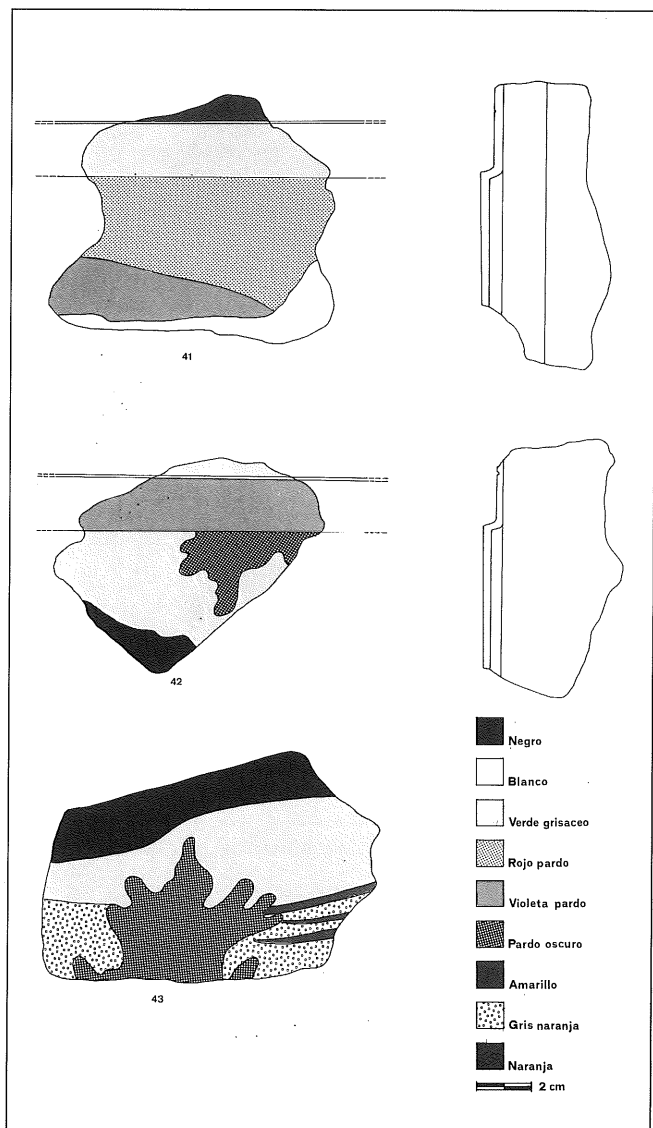 41
42
43
Negro
Blanco
Verde grisaceo
Rojo pardo
Violeta pardo
Pardo oscuro
Amarillo
Gris naranja
Naranja
2 cm